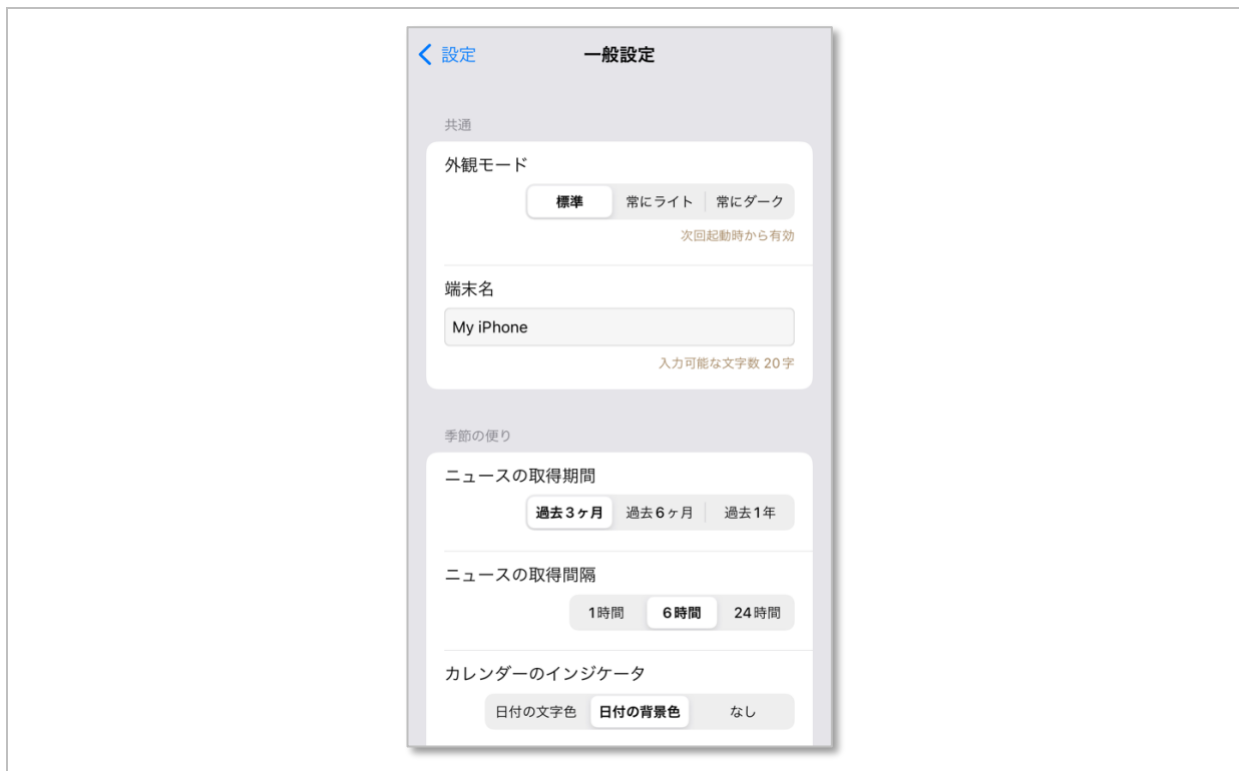 設定 一般設定
共通
外観モード
標準 常にライト 常にダーク
次回起動時から有効
端末名
My iPhone
入力可能な文字数 20字
季節の便り
ニュースの取得期間
過去3ヶ月 過去6ヶ月 過去1年
ニュースの取得間隔
1時間 6時間 24時間
カレンダーのインジケータ
日付の文字色 日付の背景色 なし